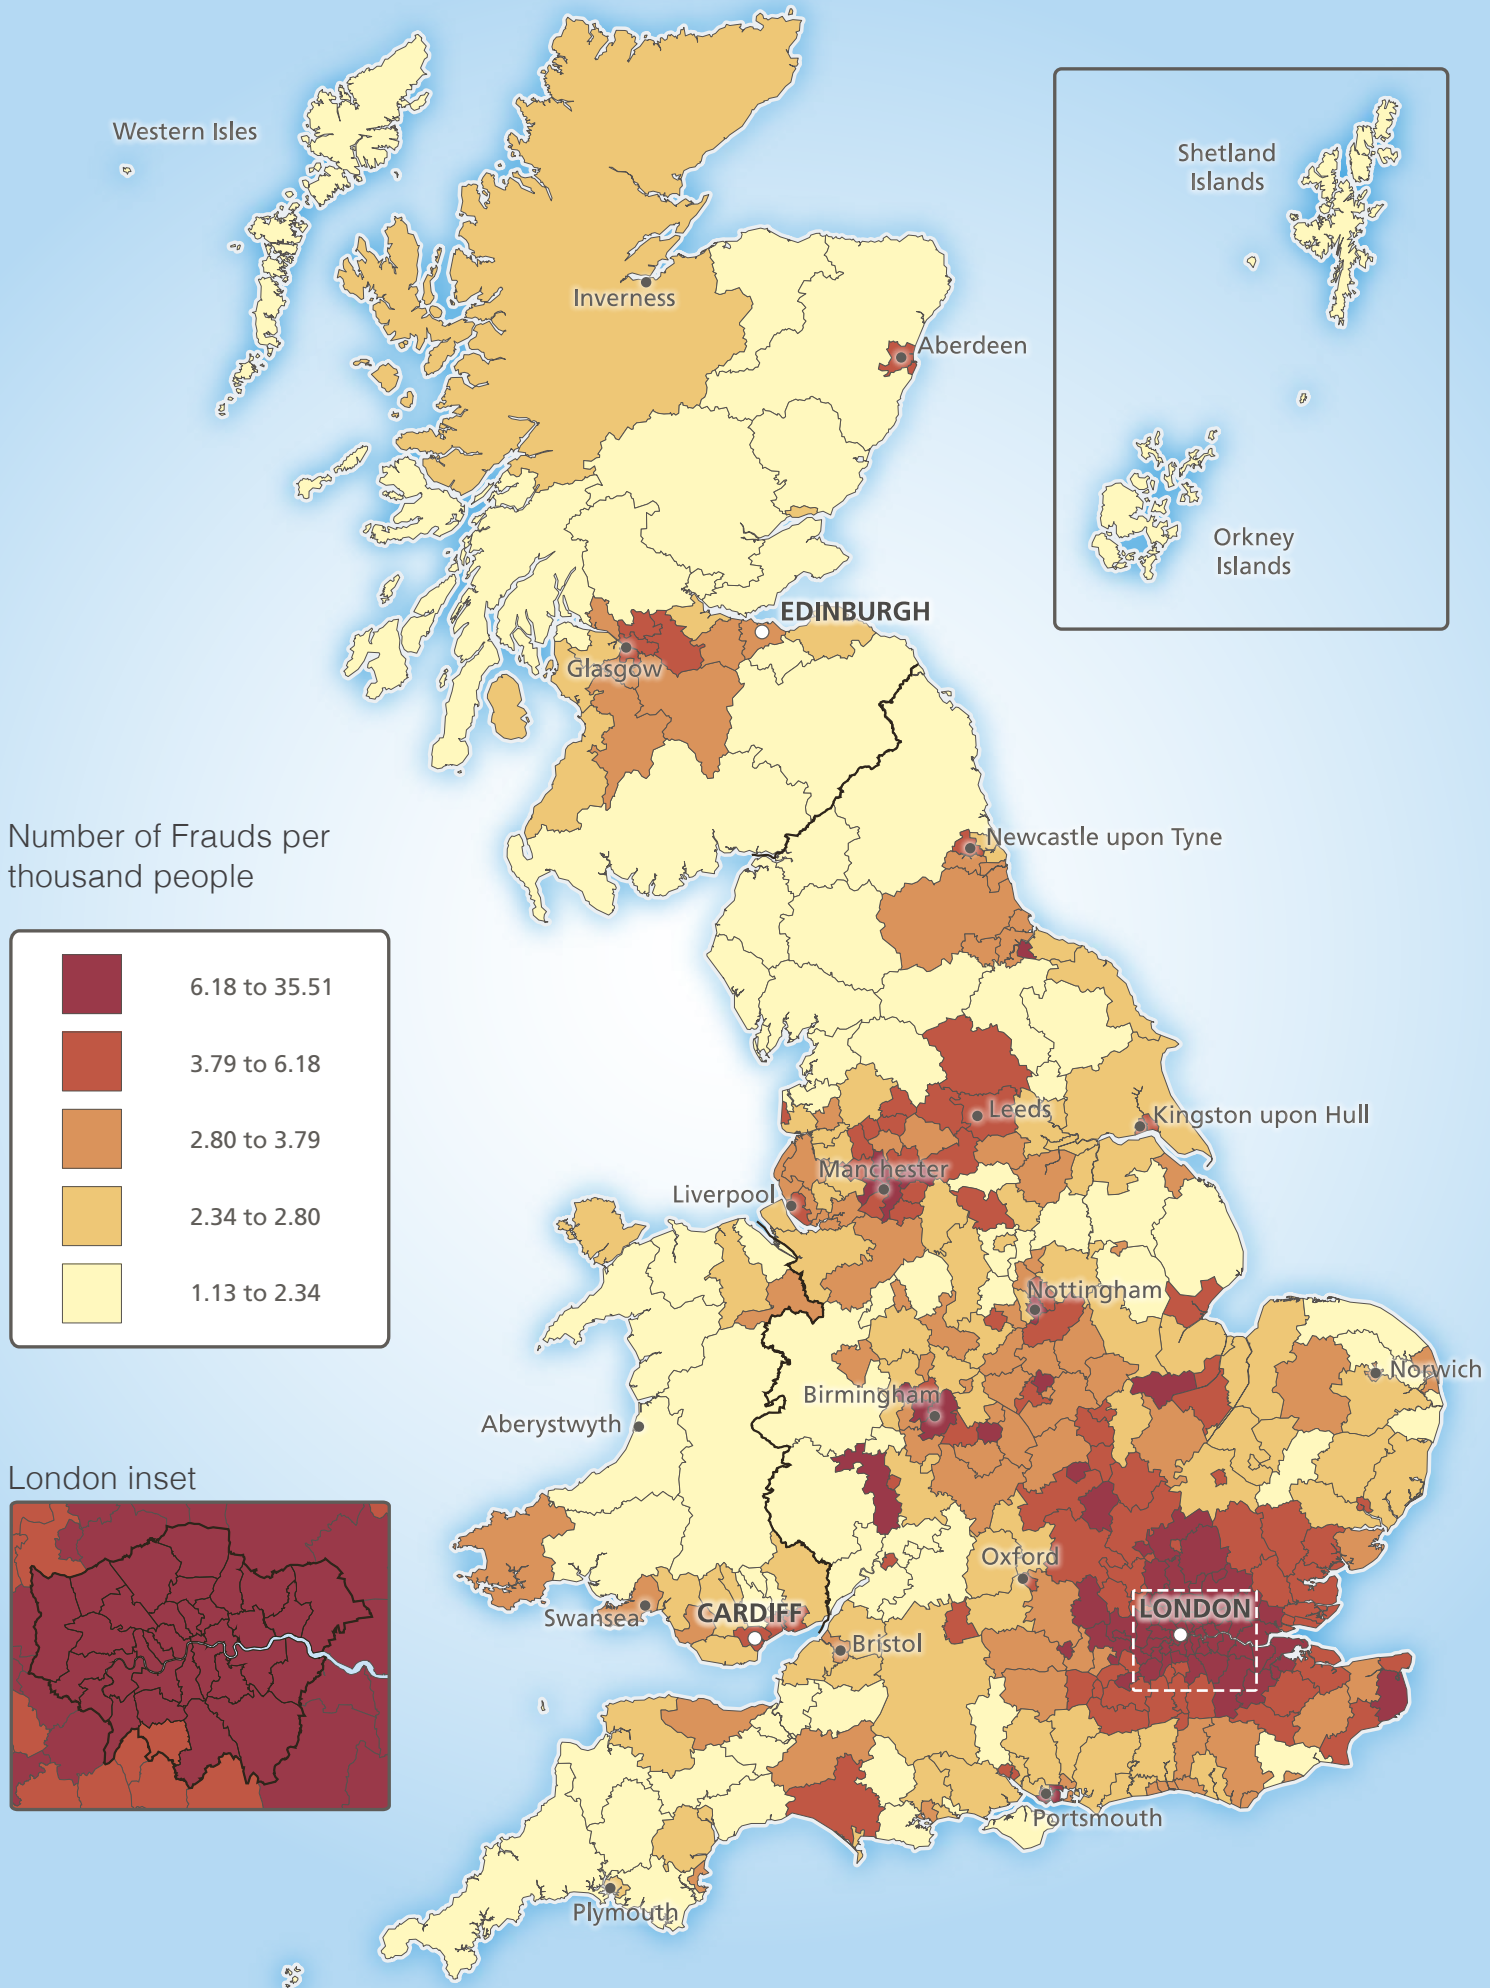 Western Isles
Shetland
Islands
Inverness
Aberdeen
Orkney
Islands
EDINBURGH
Glasgow
Number of Frauds per
thousand people
Newcastle upon Tyne
6.18 to 35.51
3.79 to 6.18
2.80 to 3.79
2.34 to 2.80
1.13 to 2.34
Leeds
Kingston upon Hull
Manchester
Liverpool
Nottingham
Norwich
Birmingham
Aberystwyth
London inset
Oxford
Swansea
CARDIFF
LONDON
Bristol
Portsmouth
Plymouth